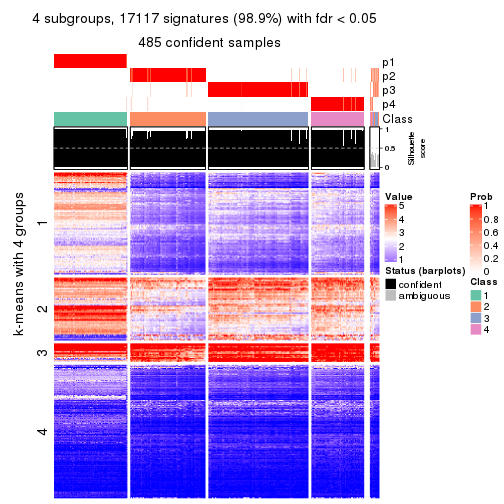 4 subgroups, 17117 signatures (98.9%) with fdr < 0.05
485 confident samples
p1
p2
p3
p4
Class
1
0.5
0
Silhouette
score
k-means with 4 groups
1
2
3
4
Value
5
4
3
2
1
Status (barplots)
confident
ambiguous
Prob
1
0.8
0.6
0.4
0.2
0
Class
1
2
3
4